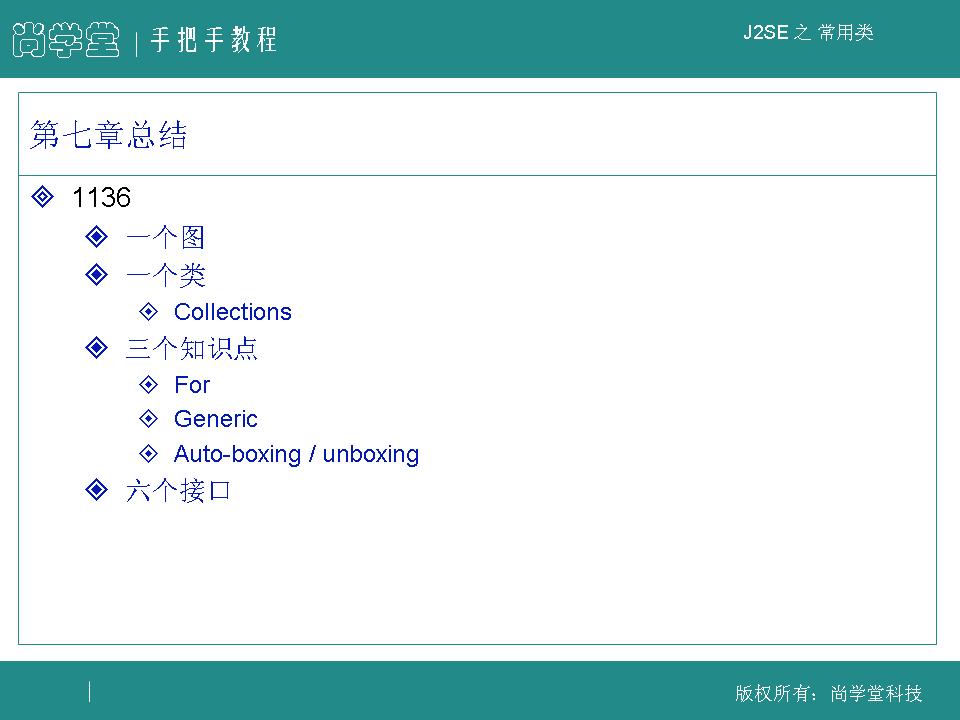 尚学堂 | 手把手教程
J2SE 之 常用类
第七章总结
1136
一个图
一个类
Collections
三个知识点
For
Generic
Auto-boxing / unboxing
六个接口
版权所有：尚学堂科技